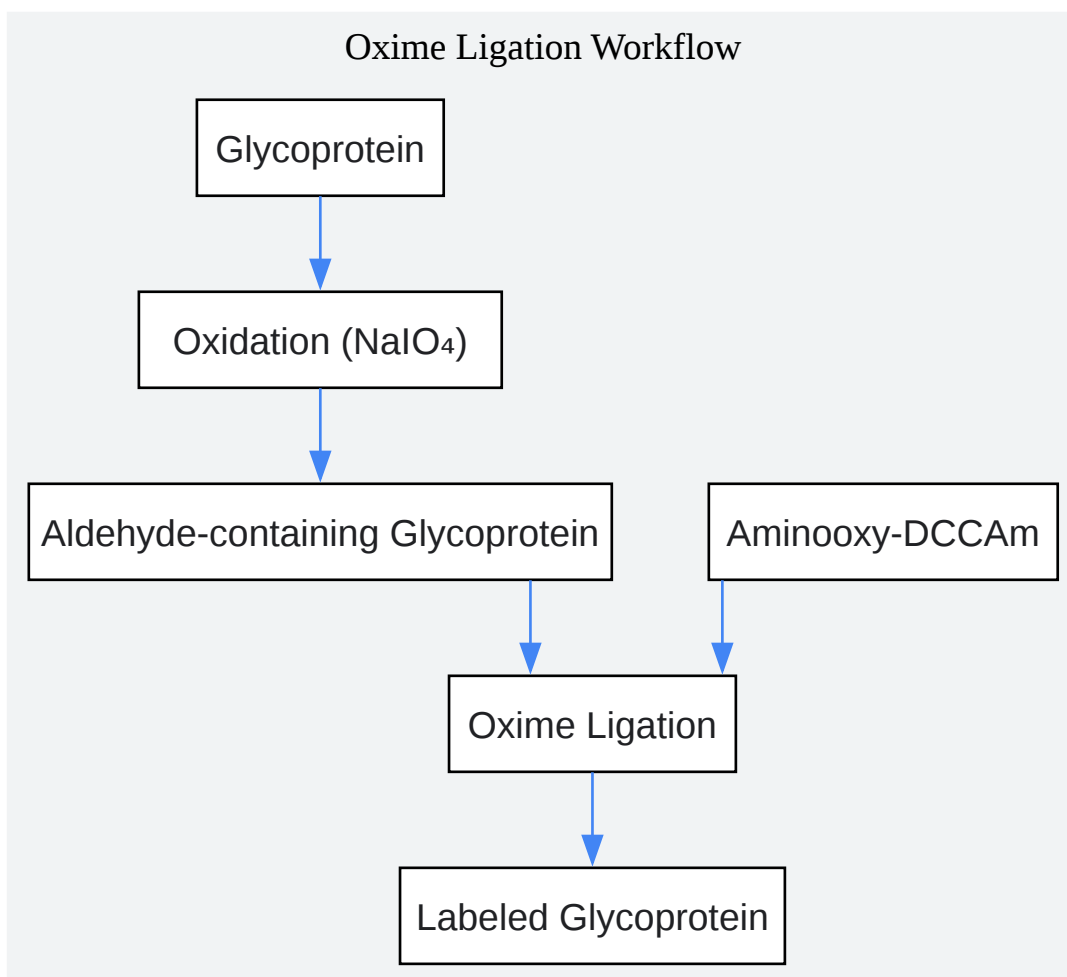 Oxime Ligation Workflow
Glycoprotein
Oxidation (NaIO₄)
Aldehyde-containing Glycoprotein
Aminooxy-DCCAm
Oxime Ligation
Labeled Glycoprotein